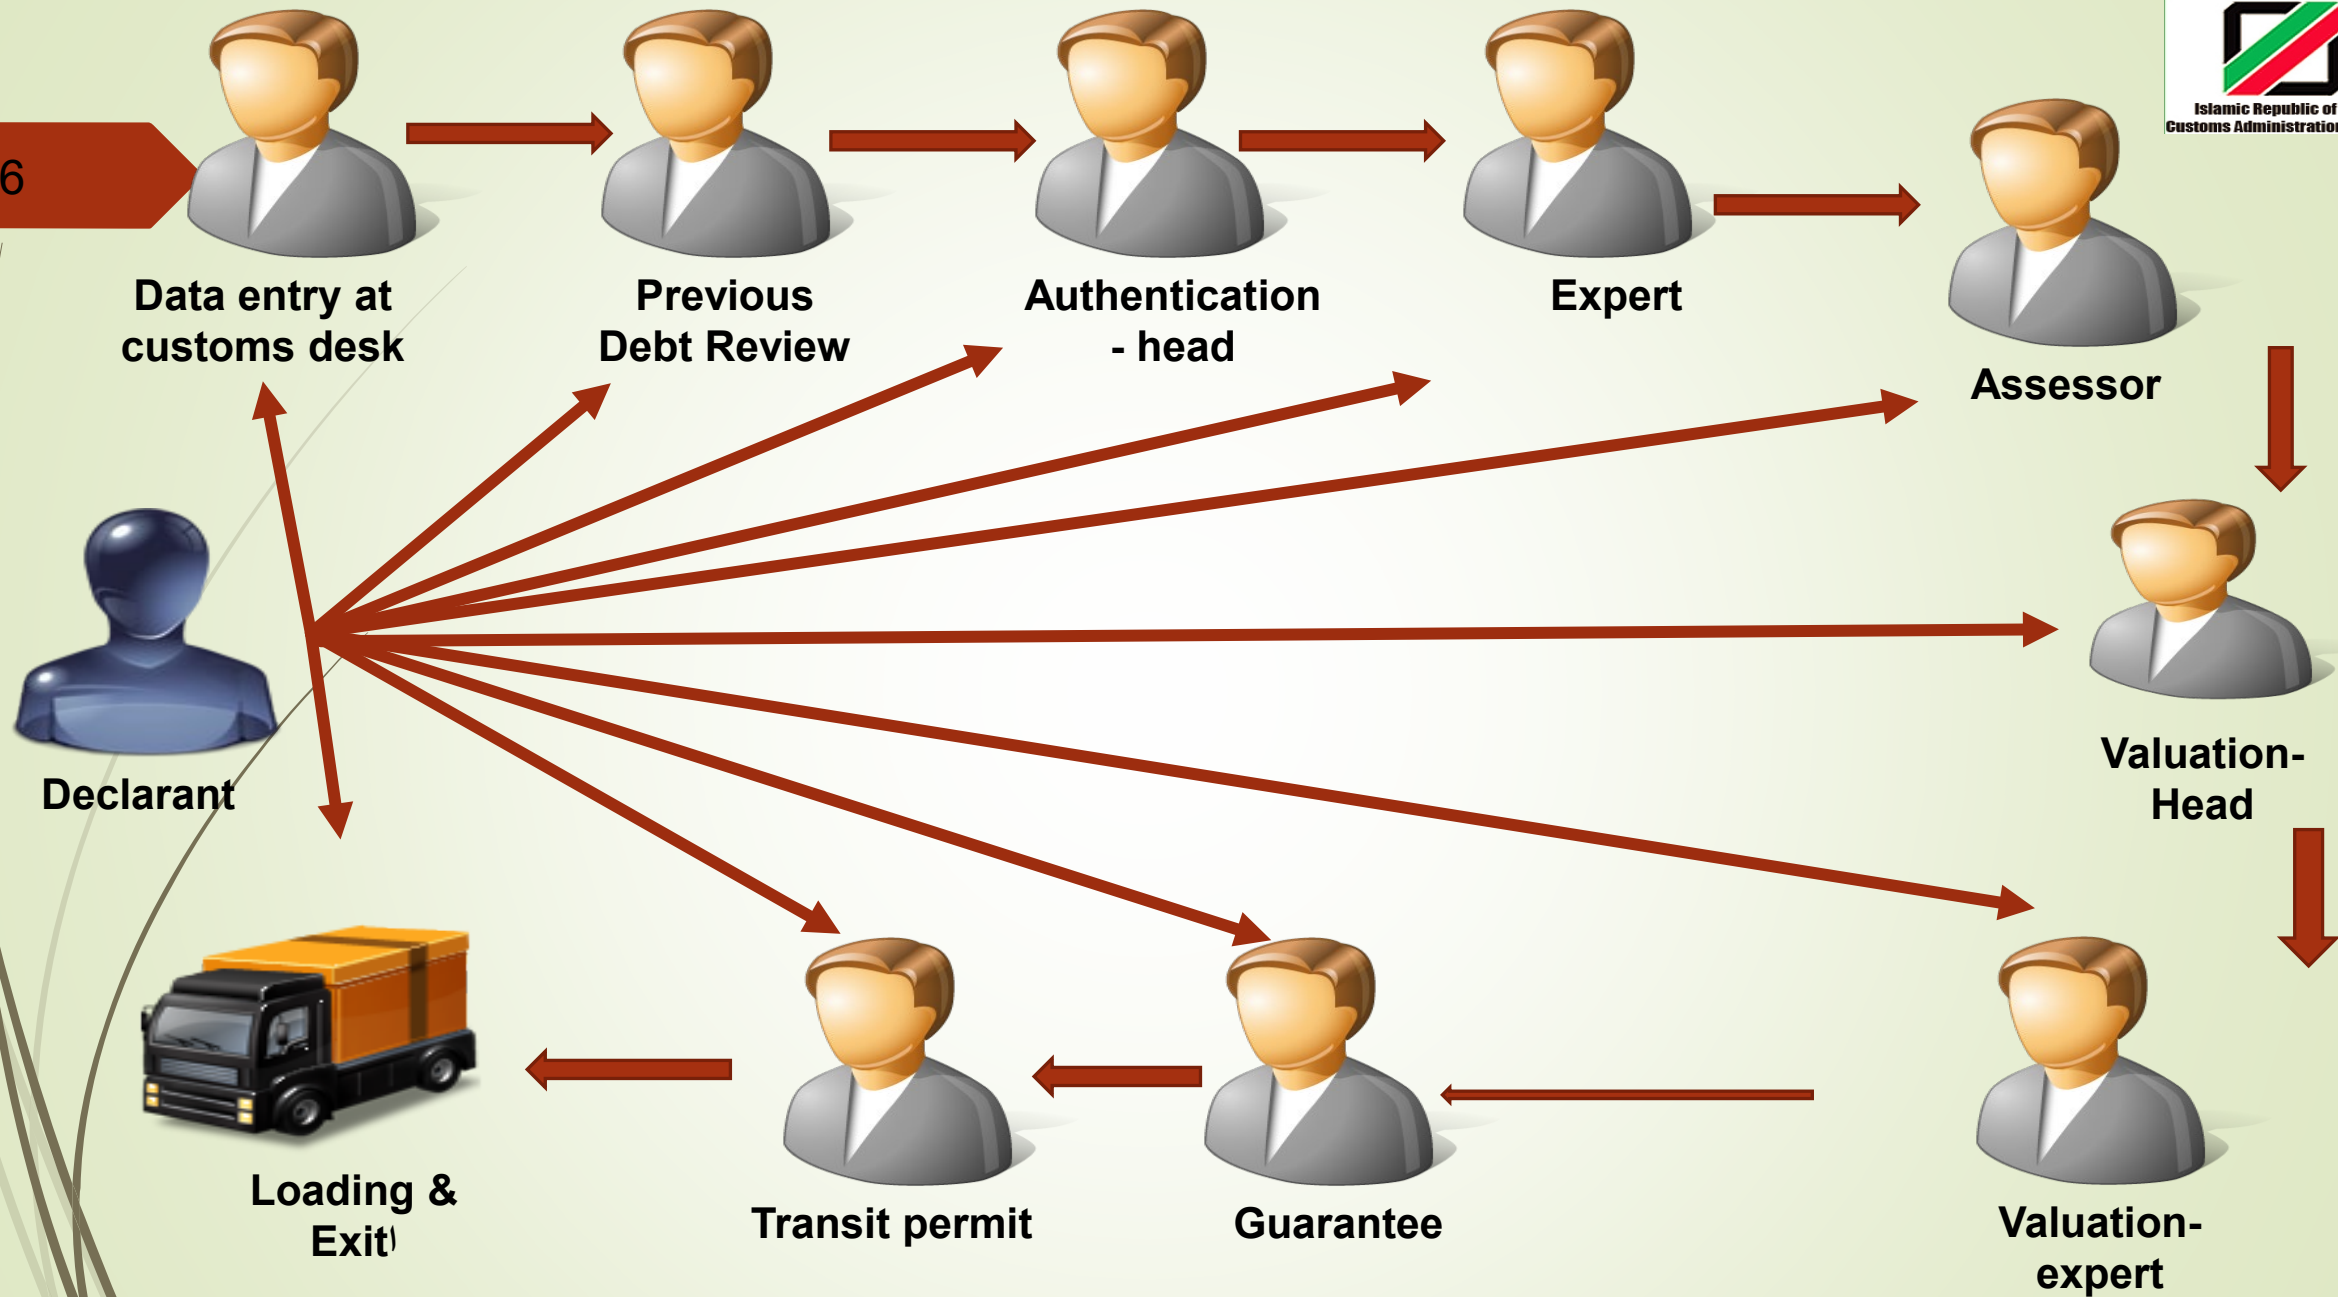 6
Islamic Republic of
Customs Administration
Data entry at
customs desk
Previous
Debt Review
Authentication
- head
Expert
Assessor
Declarant
Valuation-
Head
Loading &
Exit\
Transit permit
Guarantee
Valuation-
expert